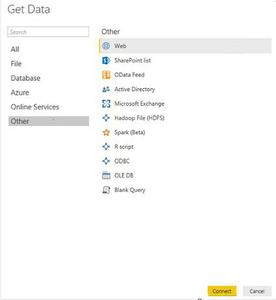 Get Data
Search
All
File
Database
Azure
Online Services
Other
Other
Web
SharePoint list
OData Feed
Active Directory
Microsoft Exchange
Hadoop File (HDFS)
Spark (Beta)
R script
ODBC
OLE DB
Blank Query
Connect
Cancel